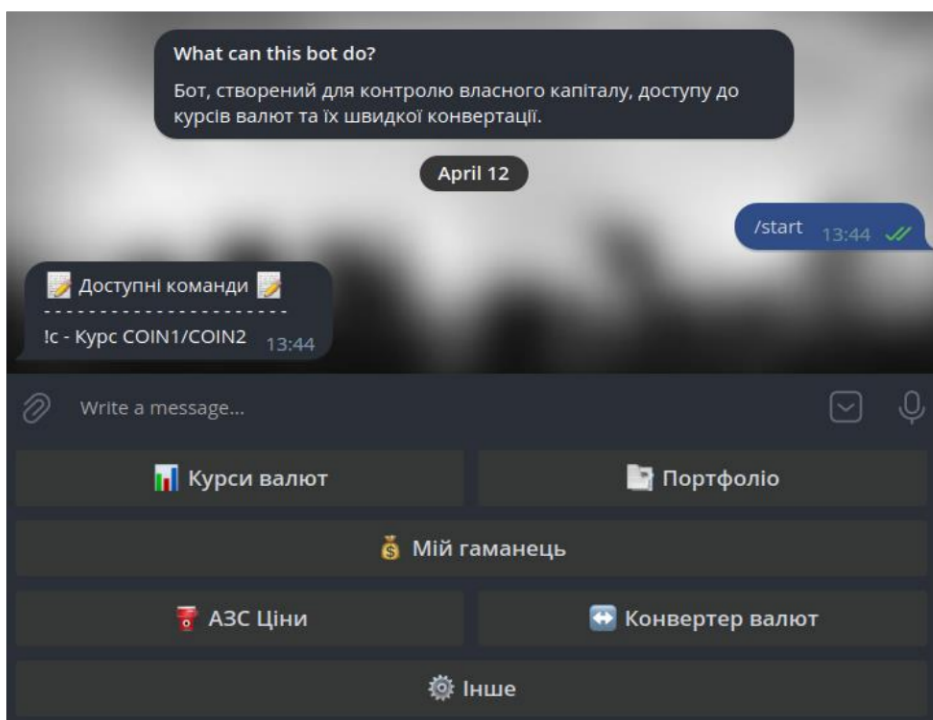 What can this bot do?
Бот, створений для контролю власного капіталу, доступу до
курсів валют та їх швидкої конвертації.
April 12
/start 13:44
📝 Доступні команди 📝
- - - - - - - - - - - - - - - - - - - - - - -
!c - Курс COIN1/COIN2 13:44
Write a message...
📊 Курси валют
📑 Портфоліо
💰 Мій гаманець
⛽ АЗС Ціни
↔️ Конвертер валют
⚙️ Інше